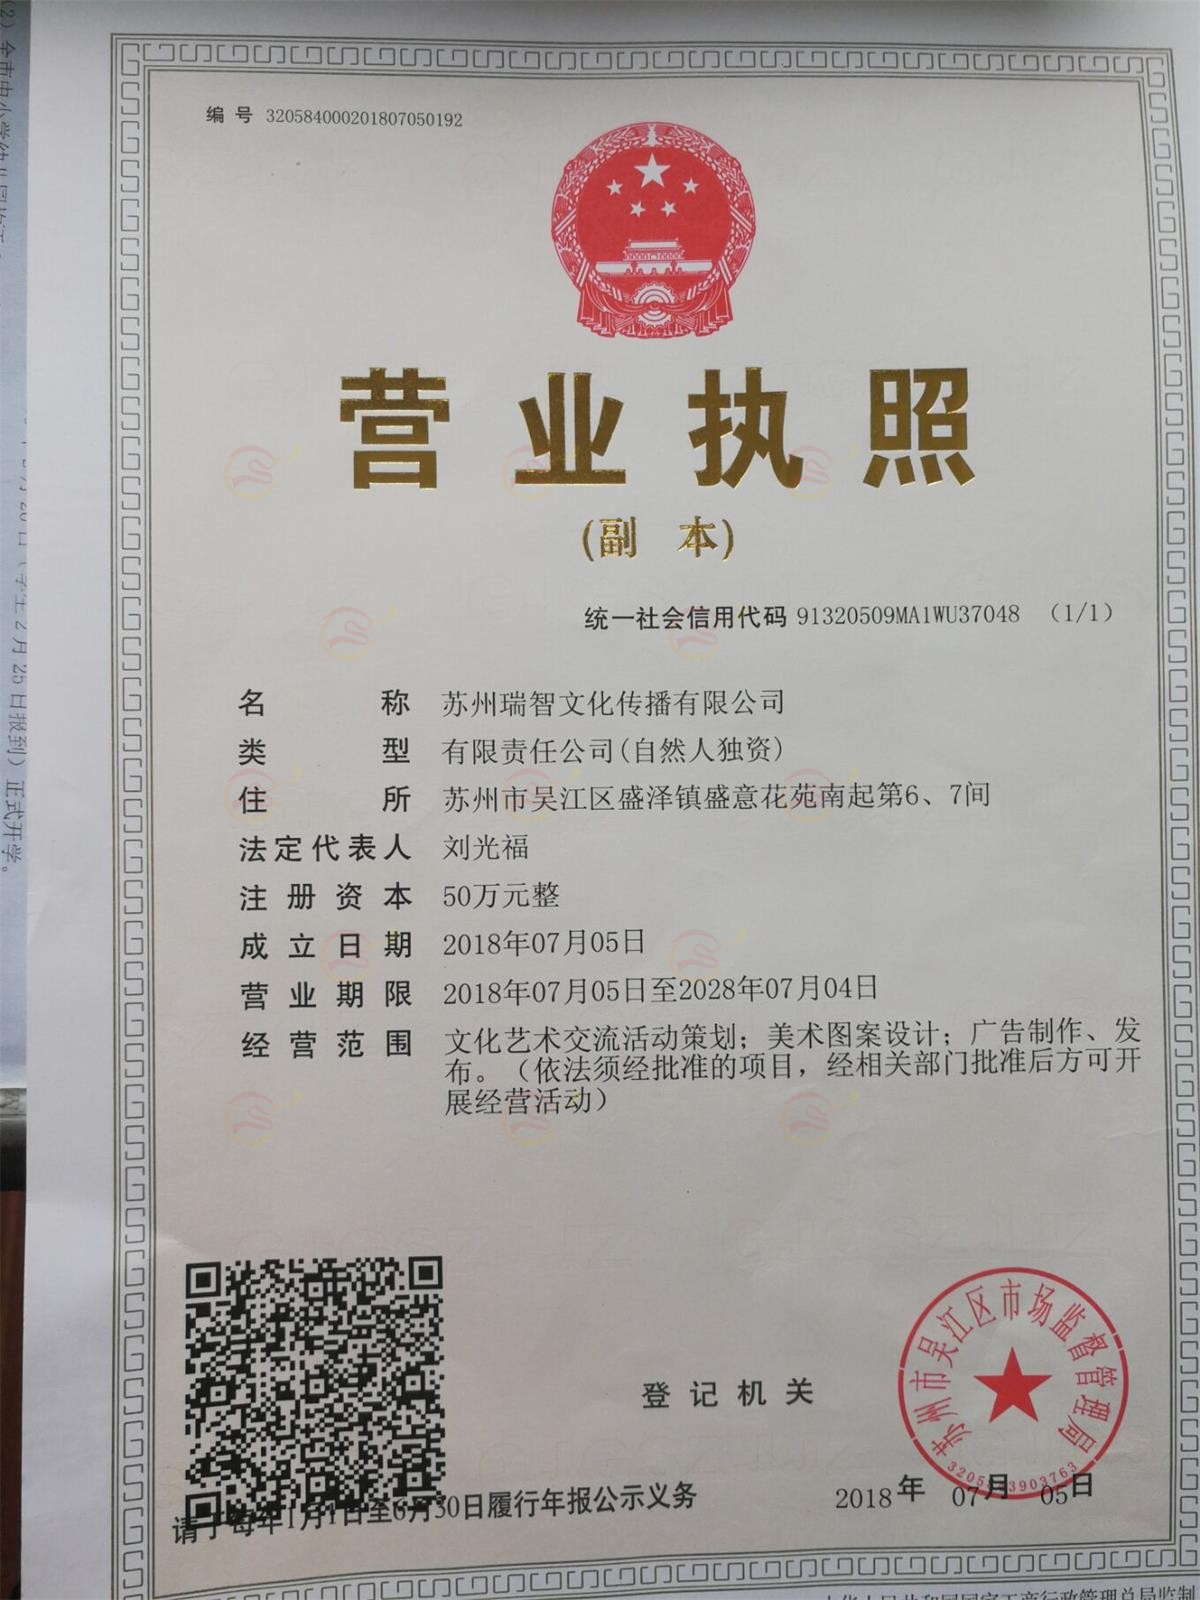 编 号 320584000201807050192
营业执照
(副 本)
统一社会信用代码 91320509MA1WU37048 (1/1)
名称 苏州瑞智文化传播有限公司
类型 有限责任公司(自然人独资)
住所 苏州市吴江区盛泽镇盛意花苑南起第6、7间
法定代表人 刘光福
注册资本 50万元整
成立日期 2018年07月05日
营业期限 2018年07月05日至2028年07月04日
经营范围 文化艺术交流活动策划；美术图案设计；广告制作、发
布。（依法须经批准的项目，经相关部门批准后方可开
展经营活动）
登记机关
苏州市吴江区市场监督管理局
2018年 07月 05日
请于每年1月1日至6月30日履行年报公示义务